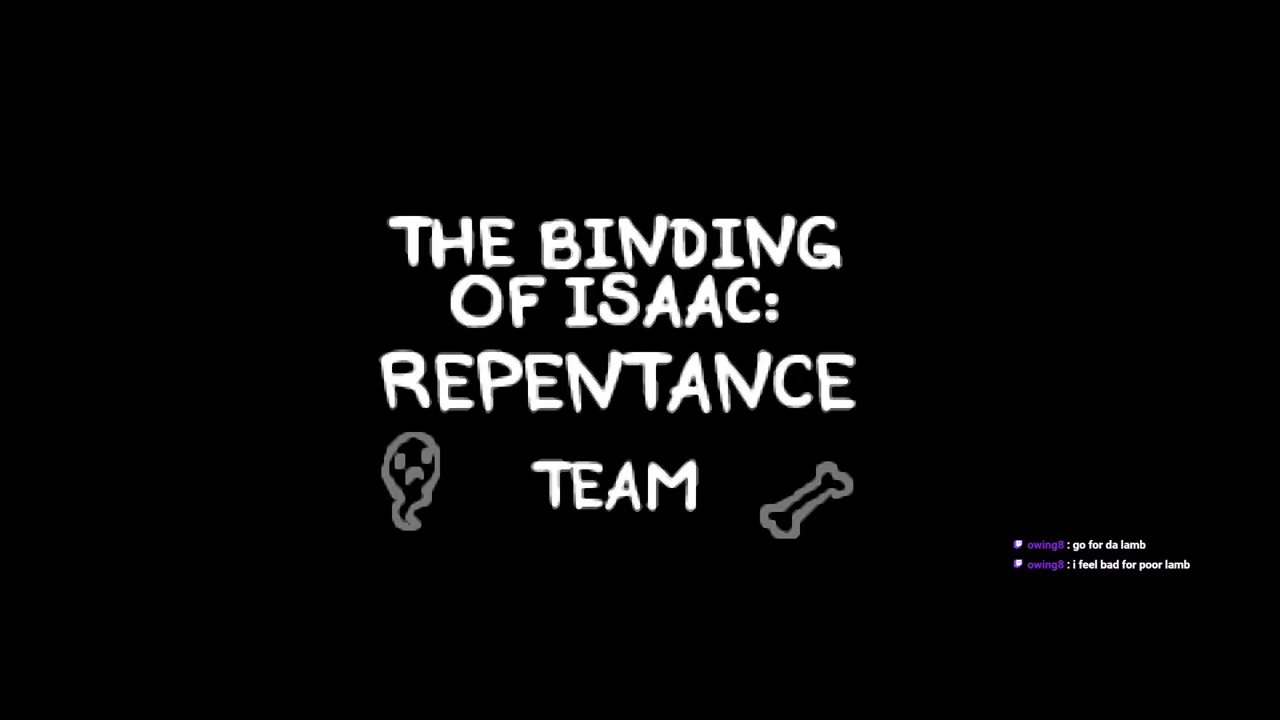 THE BINDING
OF ISAAC:
REPENTANCE
TEAM
owing8 : go for da lamb
owing8 : i feel bad for poor lamb